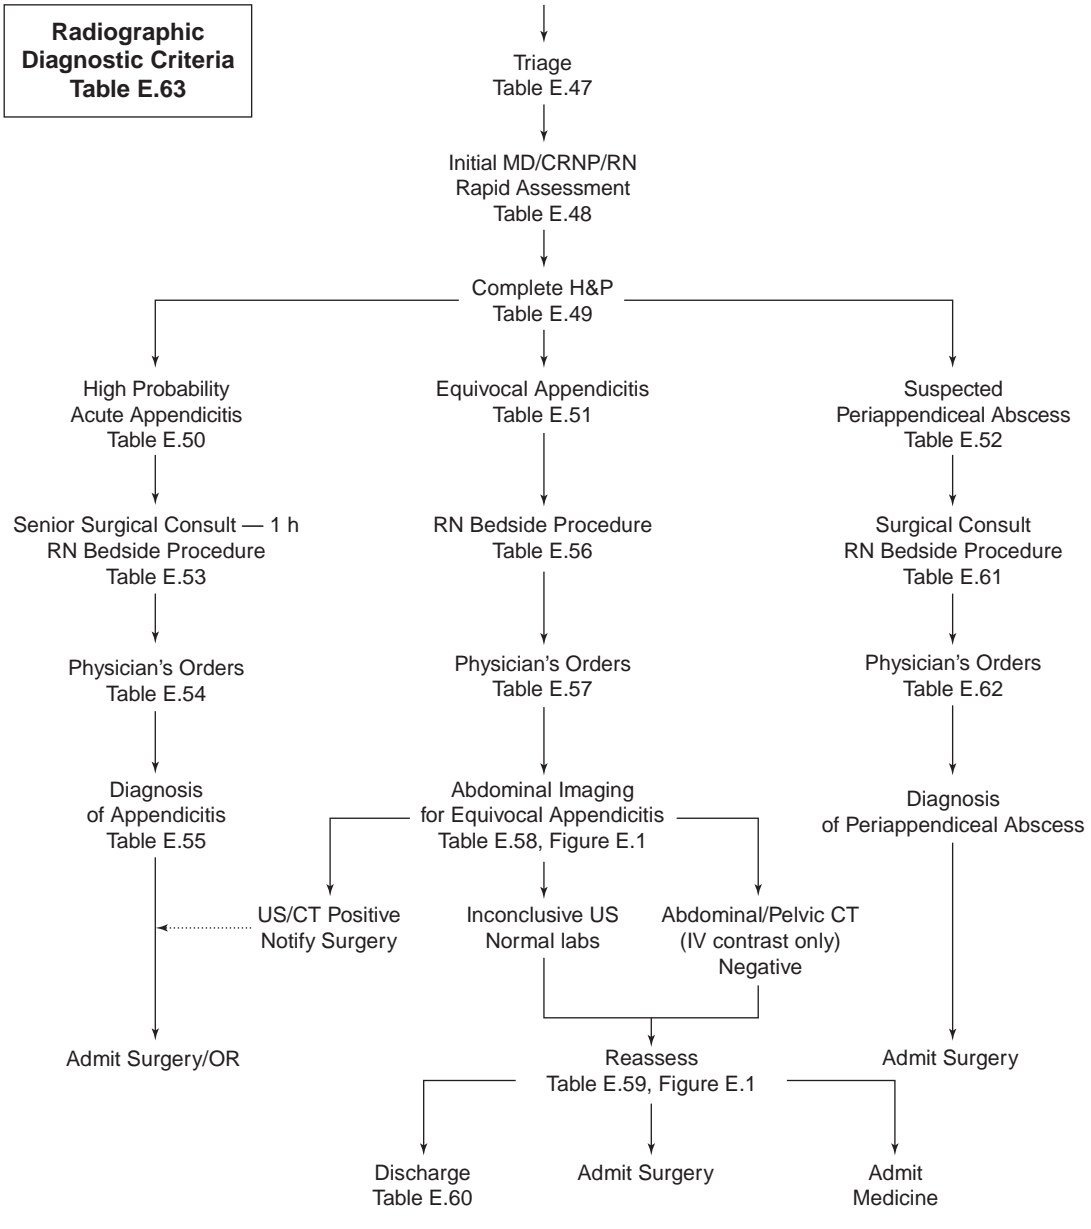 Radiographic
Diagnostic Criteria
Table E.63
Triage
Table E.47
Initial MD/CRNP/RN
Rapid Assessment
Table E.48
Complete H&P
Table E.49
High Probability
Acute Appendicitis
Table E.50
Equivocal Appendicitis
Table E.51
Suspected
Periappendiceal Abscess
Table E.52
Senior Surgical Consult — 1 h
RN Bedside Procedure
Table E.53
RN Bedside Procedure
Table E.56
Surgical Consult
RN Bedside Procedure
Table E.61
Physician’s Orders
Table E.54
Physician’s Orders
Table E.57
Physician’s Orders
Table E.62
Diagnosis
of Appendicitis
Table E.55
Abdominal Imaging
for Equivocal Appendicitis
Table E.58, Figure E.1
Diagnosis
of Periappendiceal Abscess
US/CT Positive
Notify Surgery
Inconclusive US
Normal labs
Abdominal/Pelvic CT
(IV contrast only)
Negative
Admit Surgery/OR
Reassess
Table E.59, Figure E.1
Admit Surgery
Discharge
Table E.60
Admit Surgery
Admit
Medicine